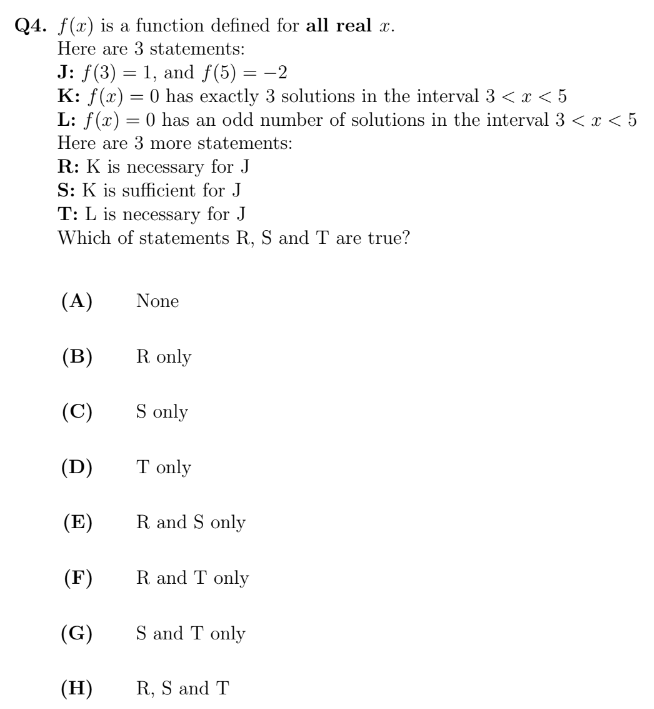 Q4. f(x) is a function defined for all real x.
Here are 3 statements:
J: f(3) = 1, and f(5) = −2
K: f(x) = 0 has exactly 3 solutions in the interval 3 < x < 5
L: f(x) = 0 has an odd number of solutions in the interval 3 < x < 5
Here are 3 more statements:
R: K is necessary for J
S: K is sufficient for J
T: L is necessary for J
Which of statements R, S and T are true?
(A) None
(B) R only
(C) S only
(D) T only
(E) R and S only
(F) R and T only
(G) S and T only
(H) R, S and T